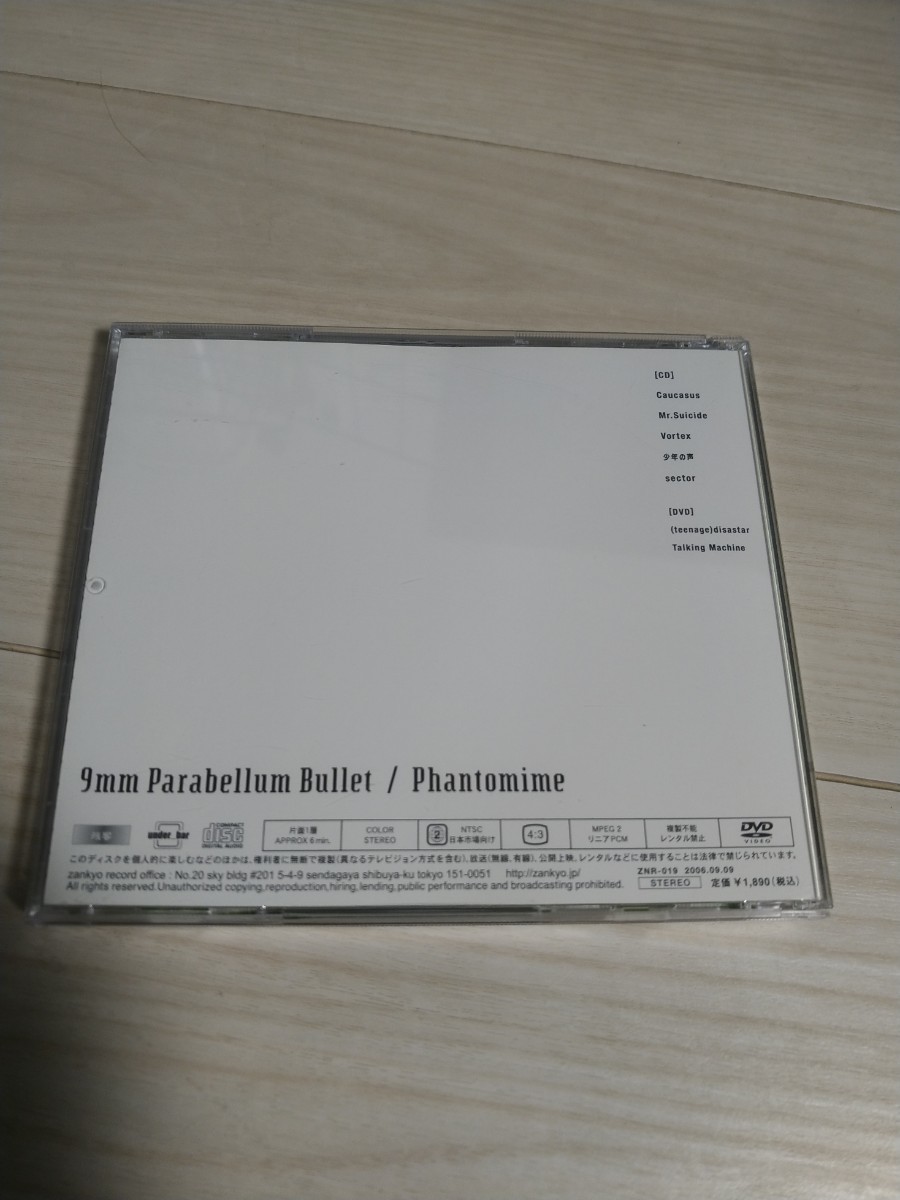 [CD]
Caucasus
Mr.Suicide
Vortex
少年の声
sector
[DVD]
(teenage)disastar
Talking Machine
9mm Parabellum Bullet / Phantomime
残響
under_bar
COMPACT
disc
DIGITAL AUDIO
片面1層
APPROX 6 min.
COLOR
STEREO
2
NTSC
日本市場向け
4:3
MPEG 2
リニアPCM
複製不能
レンタル禁止
DVD
VIDEO
このディスクを個人的に楽しむなどのほかは、権利者に無断で複製(異なるテレビジョン方式を含む)、放送(無線、有線)、公開上映、レンタルなどに使用することは法律で禁じられています。
zankyo record office : No.20 sky bldg #201 5-4-9 sendagaya shibuya-ku tokyo 151-0051 http://zankyo.jp/
ZNR-019 2006.09.09
All rights reserved.Unauthorized copying,reproduction,hiring,lending,public performance and broadcasting prohibited.
STEREO 定価 ¥1,890(税込)